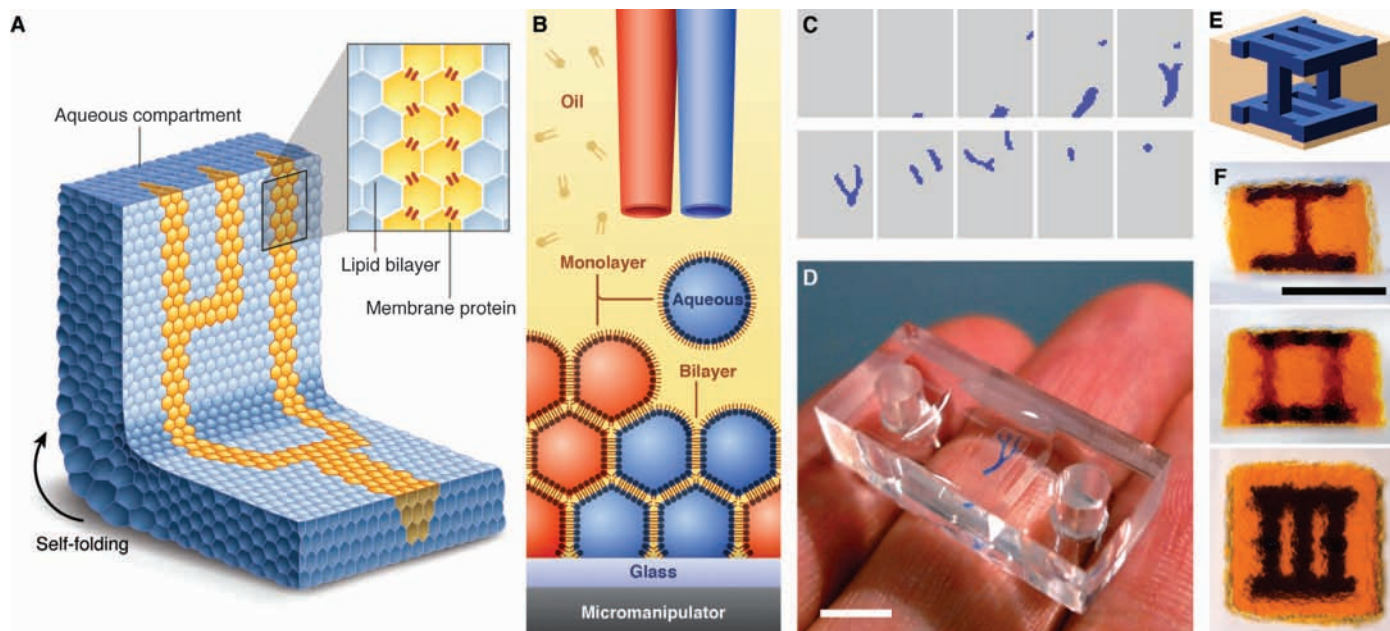 A
Aqueous compartment
Lipid bilayer
Membrane protein
Self-folding
B
Oil
Monolayer
Aqueous
Bilayer
Glass
Micromanipulator
C
D
E
F